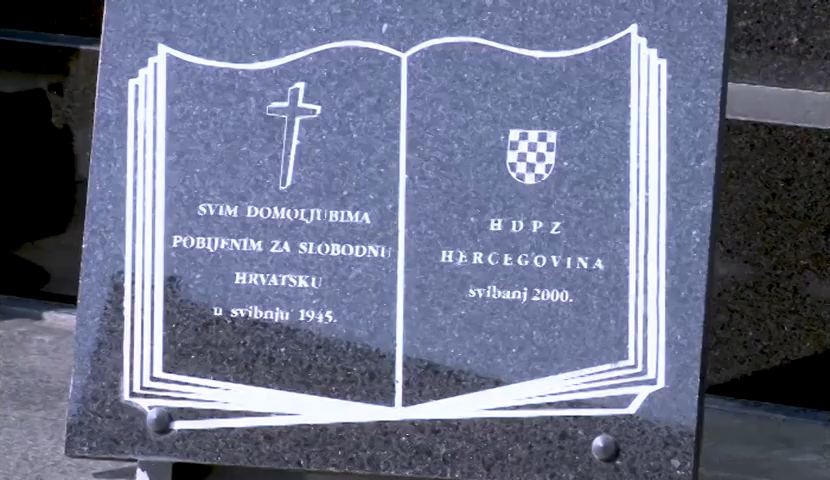 SVIM DOMOLJUBIMA
POBIJENIM ZA SLOBODNU
HRVATSKU
u svibnju 1945.
H D P Z
HERCEGOVINA
svibanj 2000.